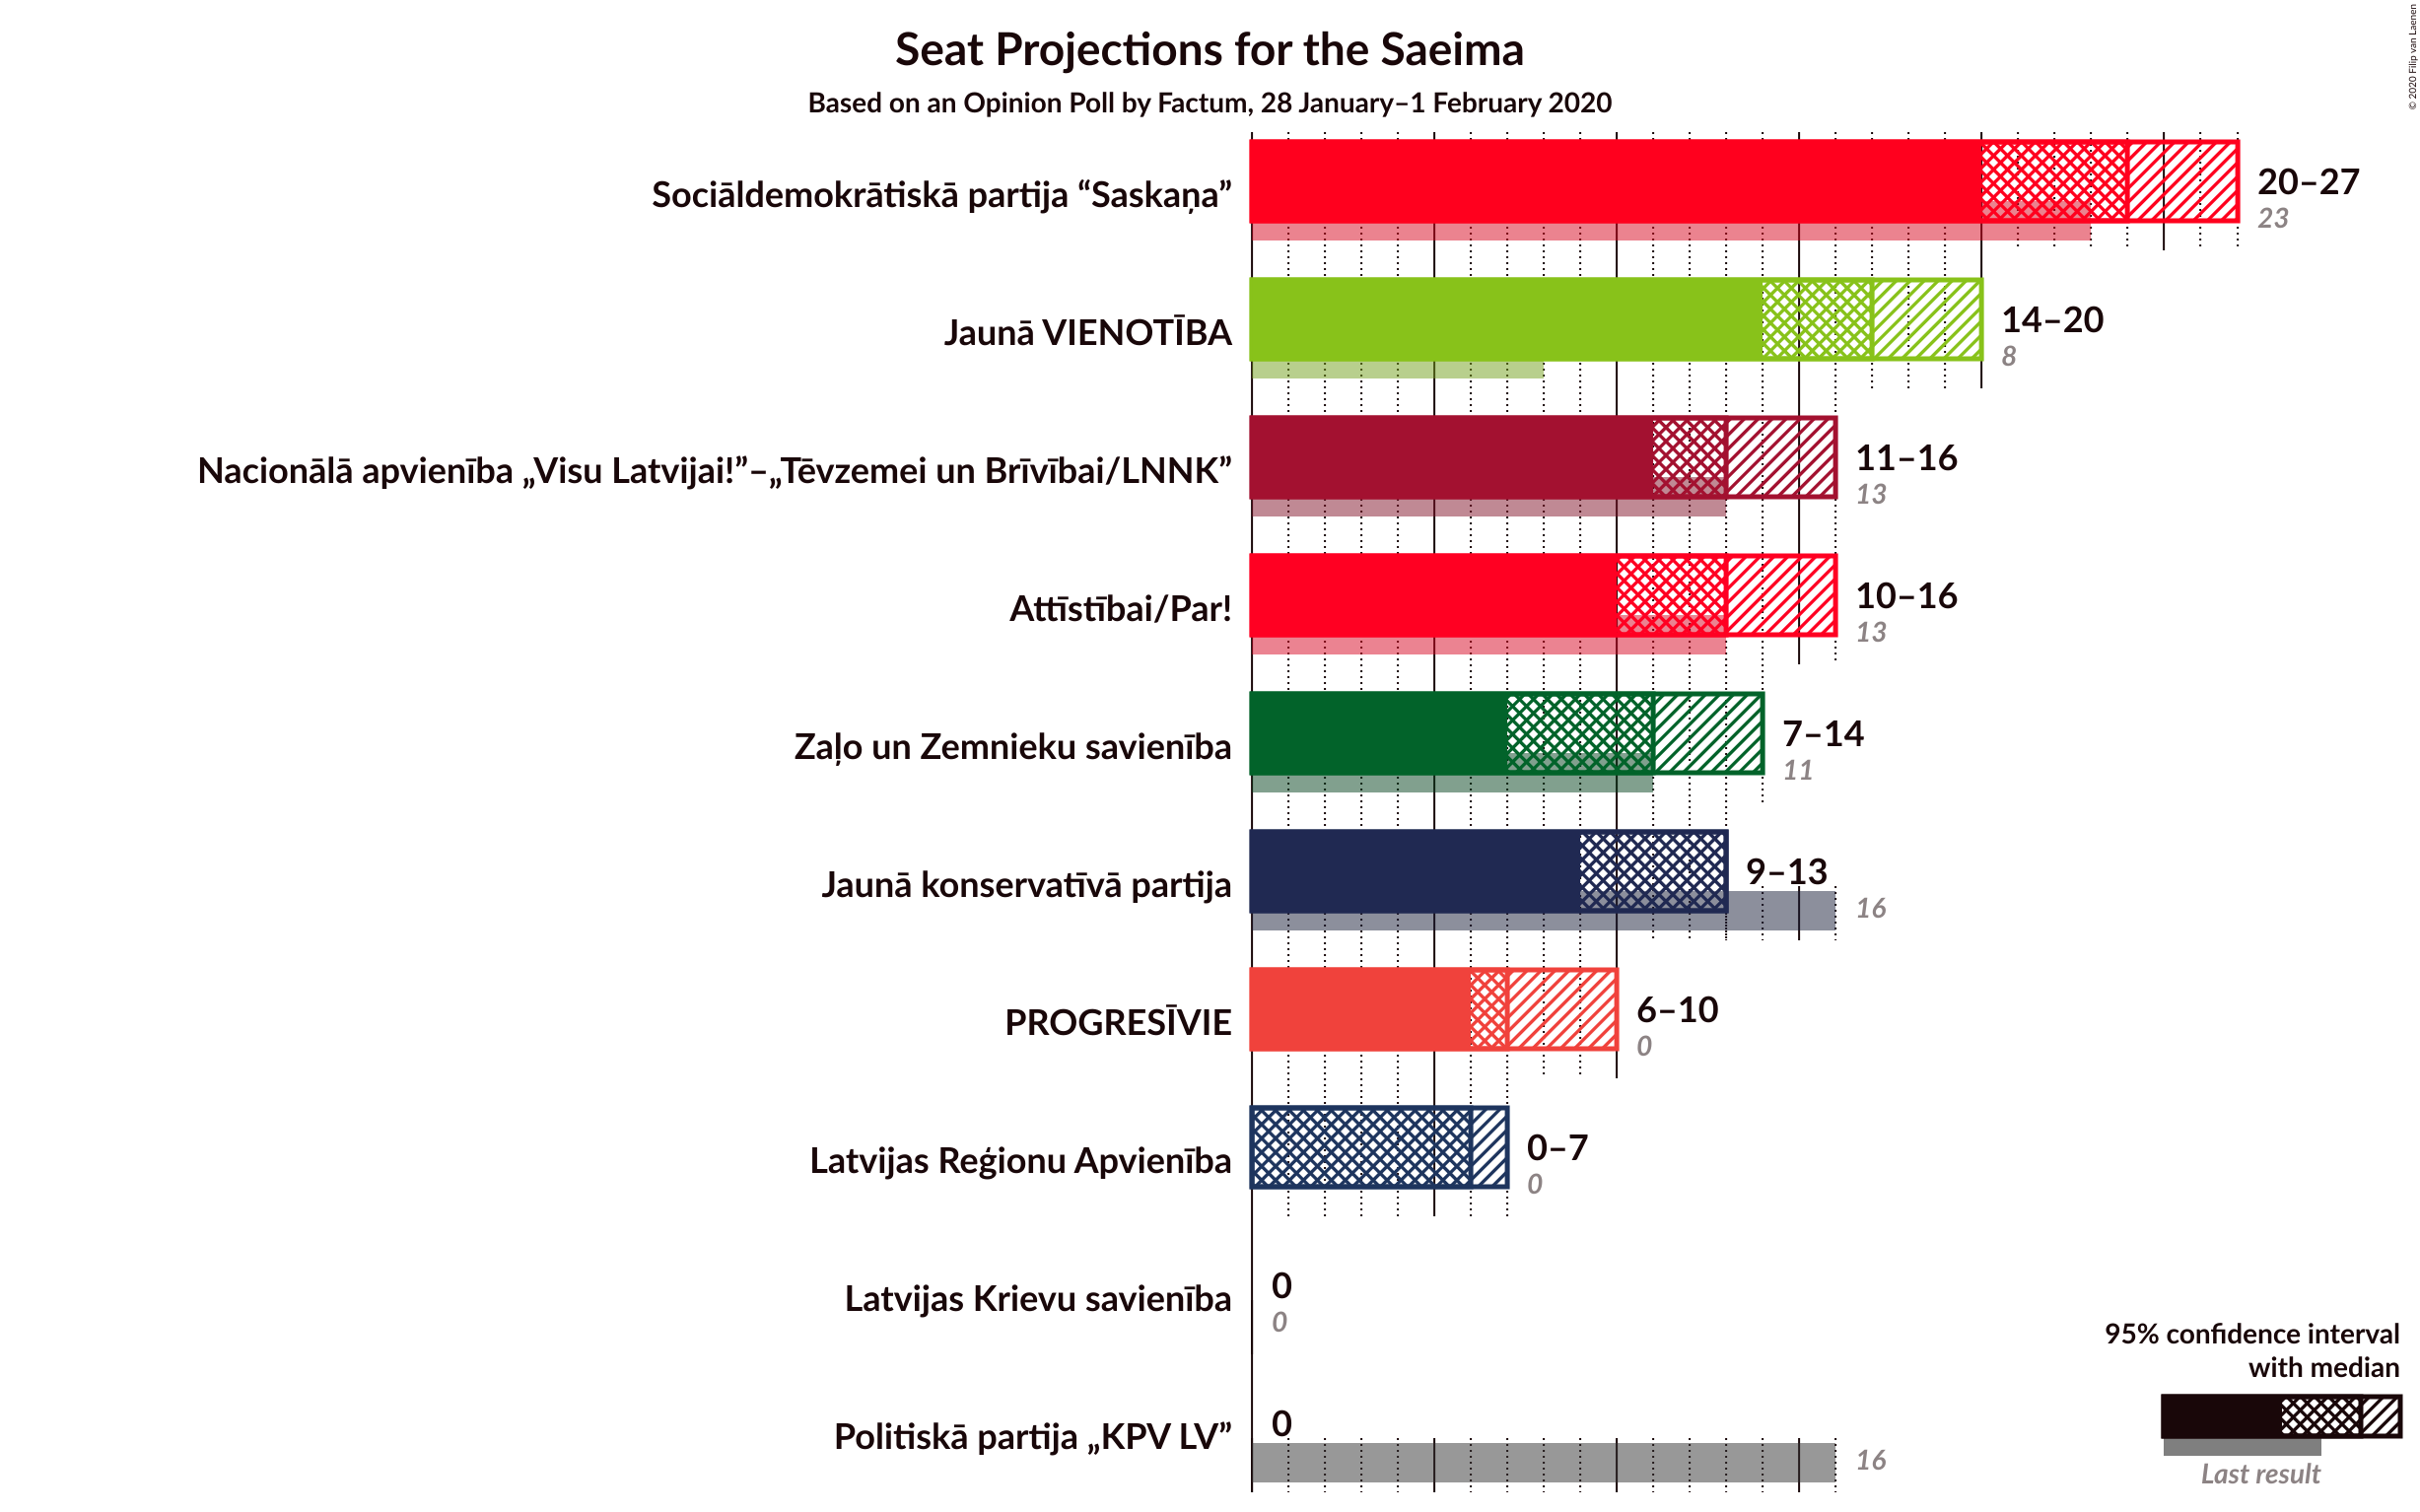 Seat Projections for the Saeima
Based on an Opinion Poll by Factum, 28 January–1 February 2020
© 2020 Filip van Laenen
Sociāldemokrātiskā partija “Saskaņa”
20–27
23
Jaunā VIENOTĪBA
14–20
8
Nacionālā apvienība „Visu Latvijai!”–„Tēvzemei un Brīvībai/LNNK”
11–16
13
Attīstībai/Par!
10–16
13
Zaļo un Zemnieku savienība
7–14
11
Jaunā konservatīvā partija
9–13
16
PROGRESĪVIE
6–10
0
Latvijas Reģionu Apvienība
0–7
0
Latvijas Krievu savienība
0
0
Politiskā partija „KPV LV”
0
16
95% confidence interval
with median
Last result